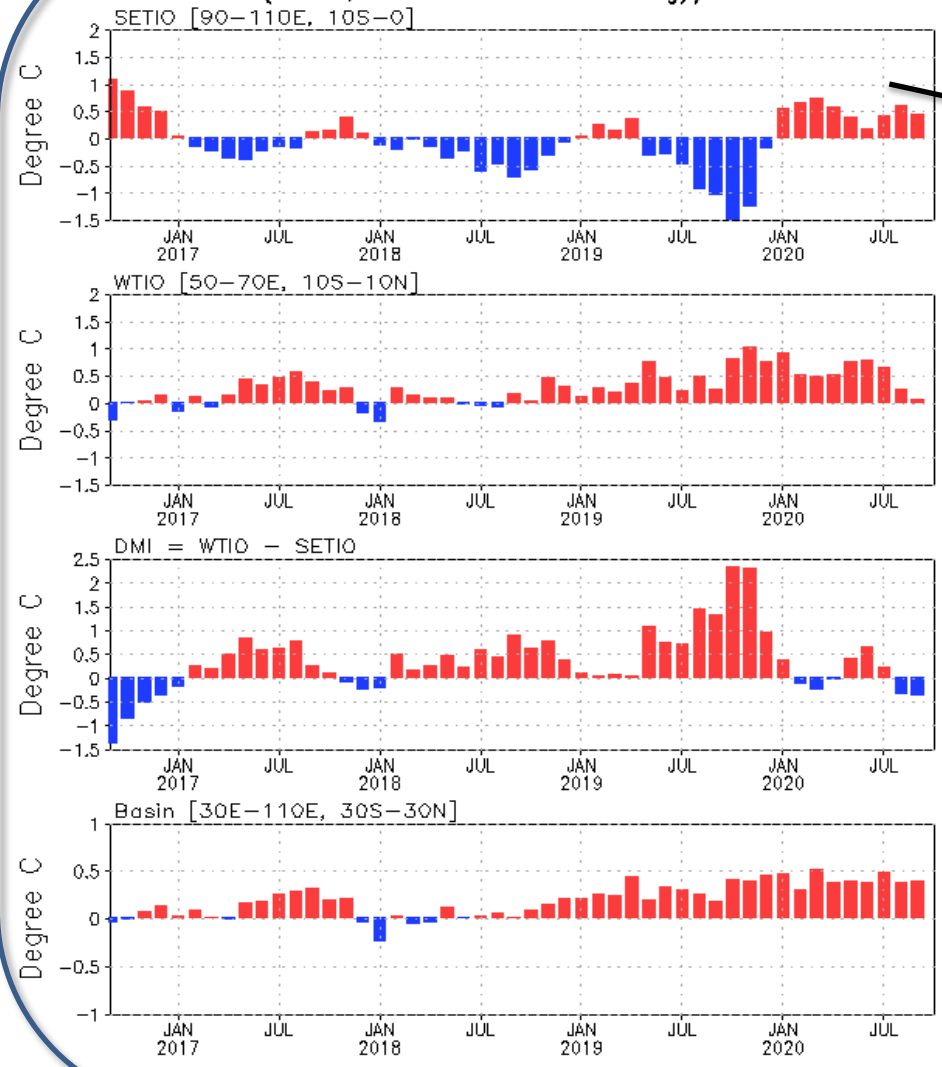 SETIO [90-110E, 10S-0]
Degree C
2
1.5
1
0.5
0
-0.5
-1
-1.5
JAN 2017
JUL
JAN 2018
JUL
JAN 2019
JUL
JAN 2020
JUL
WTIO [50-70E, 10S-10N]
Degree C
2
1.5
1
0.5
0
-0.5
-1
-1.5
JAN 2017
JUL
JAN 2018
JUL
JAN 2019
JUL
JAN 2020
JUL
DMI = WTIO - SETIO
Degree C
2.5
2
1.5
1
0.5
0
-0.5
-1
-1.5
JAN 2017
JUL
JAN 2018
JUL
JAN 2019
JUL
JAN 2020
JUL
Basin [30E-110E, 30S-30N]
Degree C
1
0.5
0
-0.5
-1
JAN 2017
JUL
JAN 2018
JUL
JAN 2019
JUL
JAN 2020
JUL